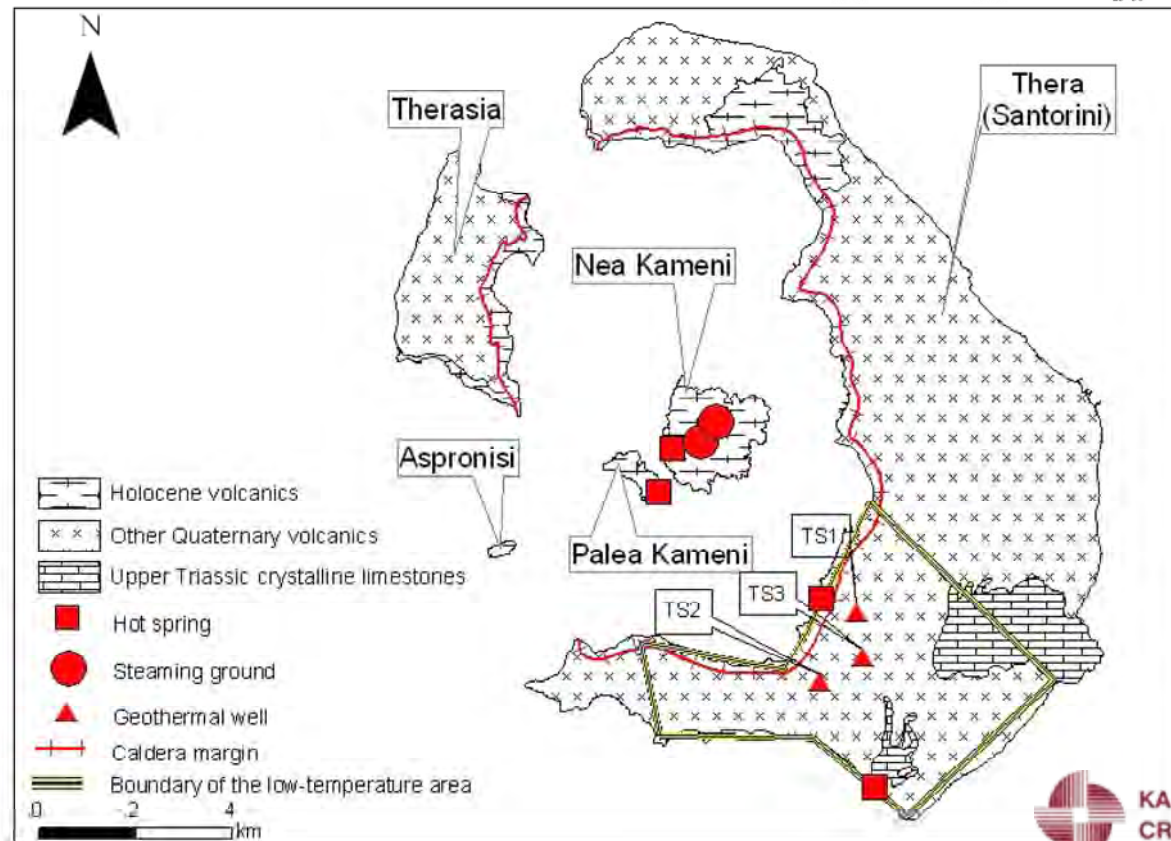 N
Therasia
Thera
(Santorini)
Nea Kameni
Aspronisi
Palea Kameni
TS1
TS3
TS2
Holocene volcanics
Other Quaternary volcanics
Upper Triassic crystalline limestones
Hot spring
Steaming ground
Geothermal well
Caldera margin
Boundary of the low-temperature area
0 2 4
km
KA
CR